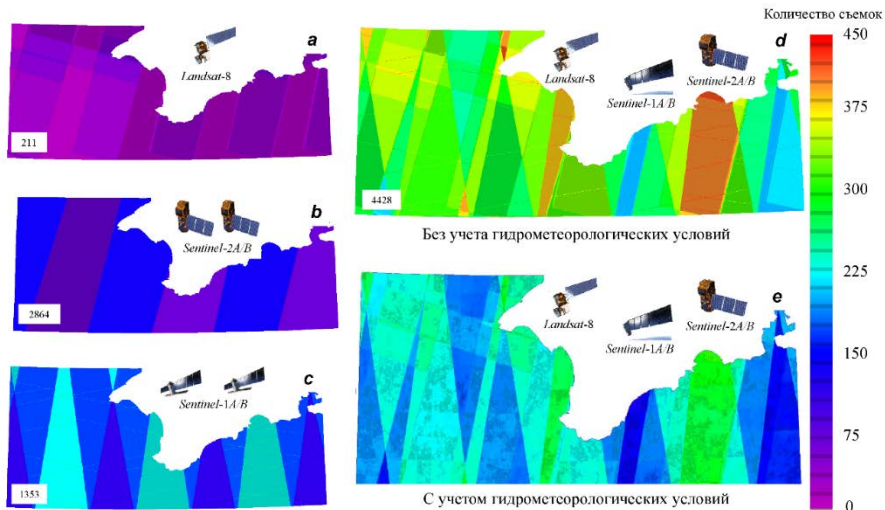 a
Landsat-8
211
b
Sentinel-2A/B
2864
c
Sentinel-1A/B
1353
d
Landsat-8
Sentinel-1A/B
Sentinel-2A/B
4428
Без учета гидрометеорологических условий
e
Landsat-8
Sentinel-1A/B
Sentinel-2A/B
С учетом гидрометеорологических условий
Количество съемок
450
375
300
225
150
75
0